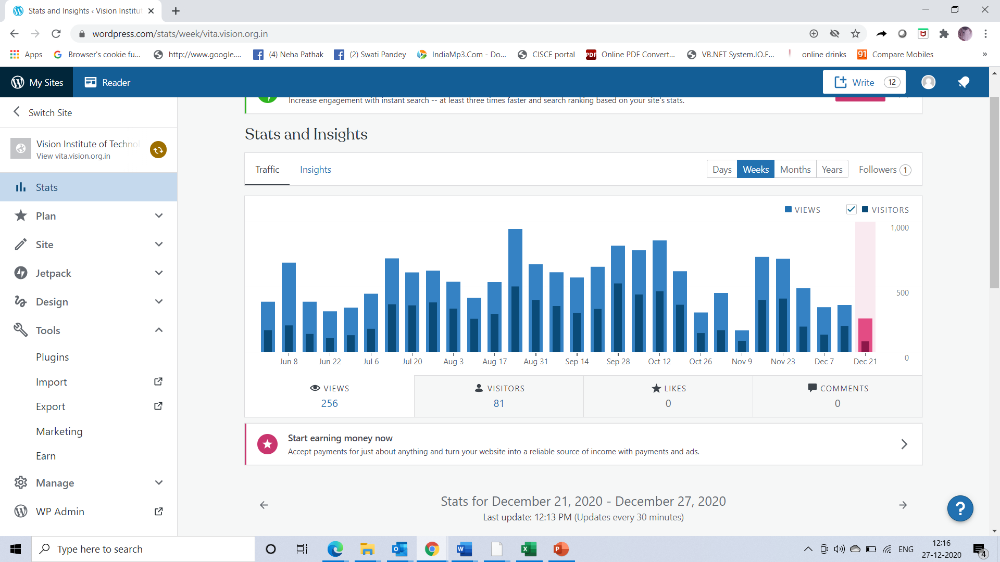 Stats and Insights ‹ Vision Institut
wordpress.com/stats/week/vita.vision.org.in
Apps
Browser's cookie fu...
http://www.google....
(4) Neha Pathak
(2) Swati Pandey
IndiaMp3.Com - Do...
CISCE portal
PDF
Online PDF Convert...
VB.NET System.IO.F...
online drinks
91
Compare Mobiles
»
My Sites
Reader
Write 12
Increase engagement with instant search -- at least three times faster and search ranking based on your site's stats.
Switch Site
Vision Institute of Technol
View vita.vision.org.in
Stats
Plan
Site
Jetpack
Design
Tools
Plugins
Import
Export
Marketing
Earn
Manage
WP Admin
Stats and Insights
Traffic
Insights
Days
Weeks
Months
Years
Followers 1
VIEWS
VISITORS
1,000
500
0
Jun 8
Jun 22
Jul 6
Jul 20
Aug 3
Aug 17
Aug 31
Sep 14
Sep 28
Oct 12
Oct 26
Nov 9
Nov 23
Dec 7
Dec 21
VIEWS
256
VISITORS
81
LIKES
0
COMMENTS
0
Start earning money now
Accept payments for just about anything and turn your website into a reliable source of income with payments and ads.
Stats for December 21, 2020 - December 27, 2020
Last update: 12:13 PM (Updates every 30 minutes)
?
Type here to search
ENG
12:16
27-12-2020
4